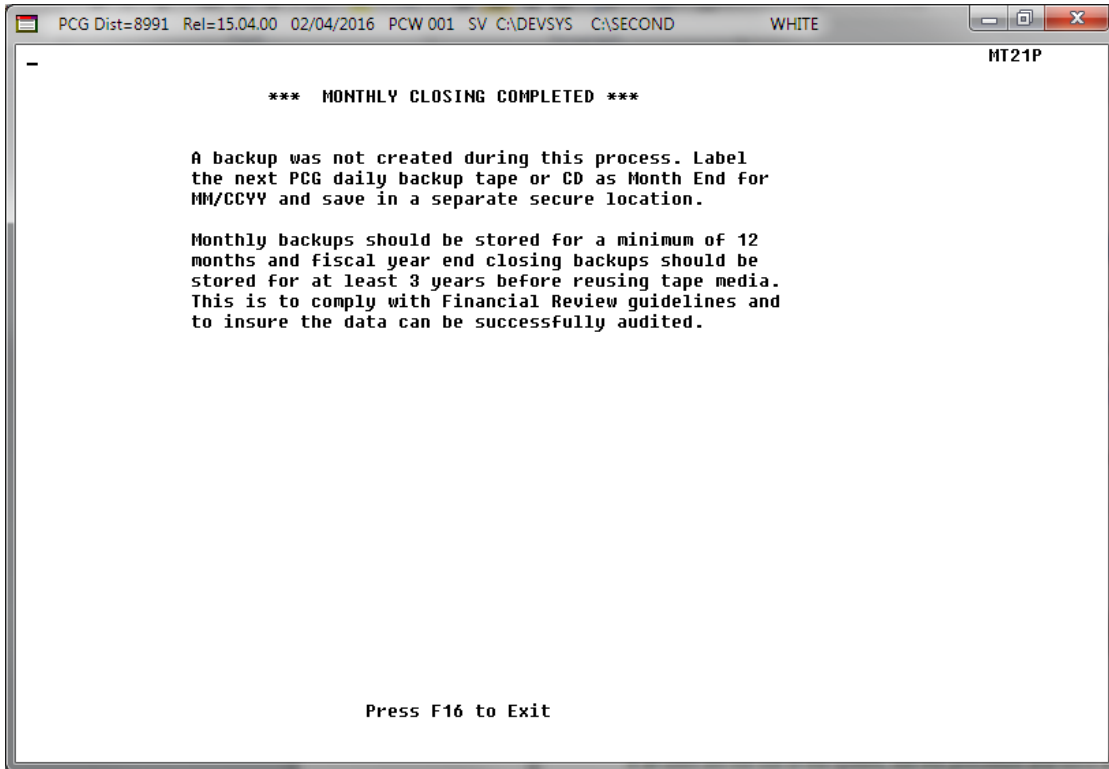 PCG Dist=8991 Rel=15.04.00 02/04/2016 PCW 001 SV C:\DEVSYS C:\SECOND WHITE
MT21P
*** MONTHLY CLOSING COMPLETED ***
A backup was not created during this process. Label
the next PCG daily backup tape or CD as Month End for
MM/CCYY and save in a separate secure location.
Monthly backups should be stored for a minimum of 12
months and fiscal year end closing backups should be
stored for at least 3 years before reusing tape media.
This is to comply with Financial Review guidelines and
to insure the data can be successfully audited.
Press F16 to Exit